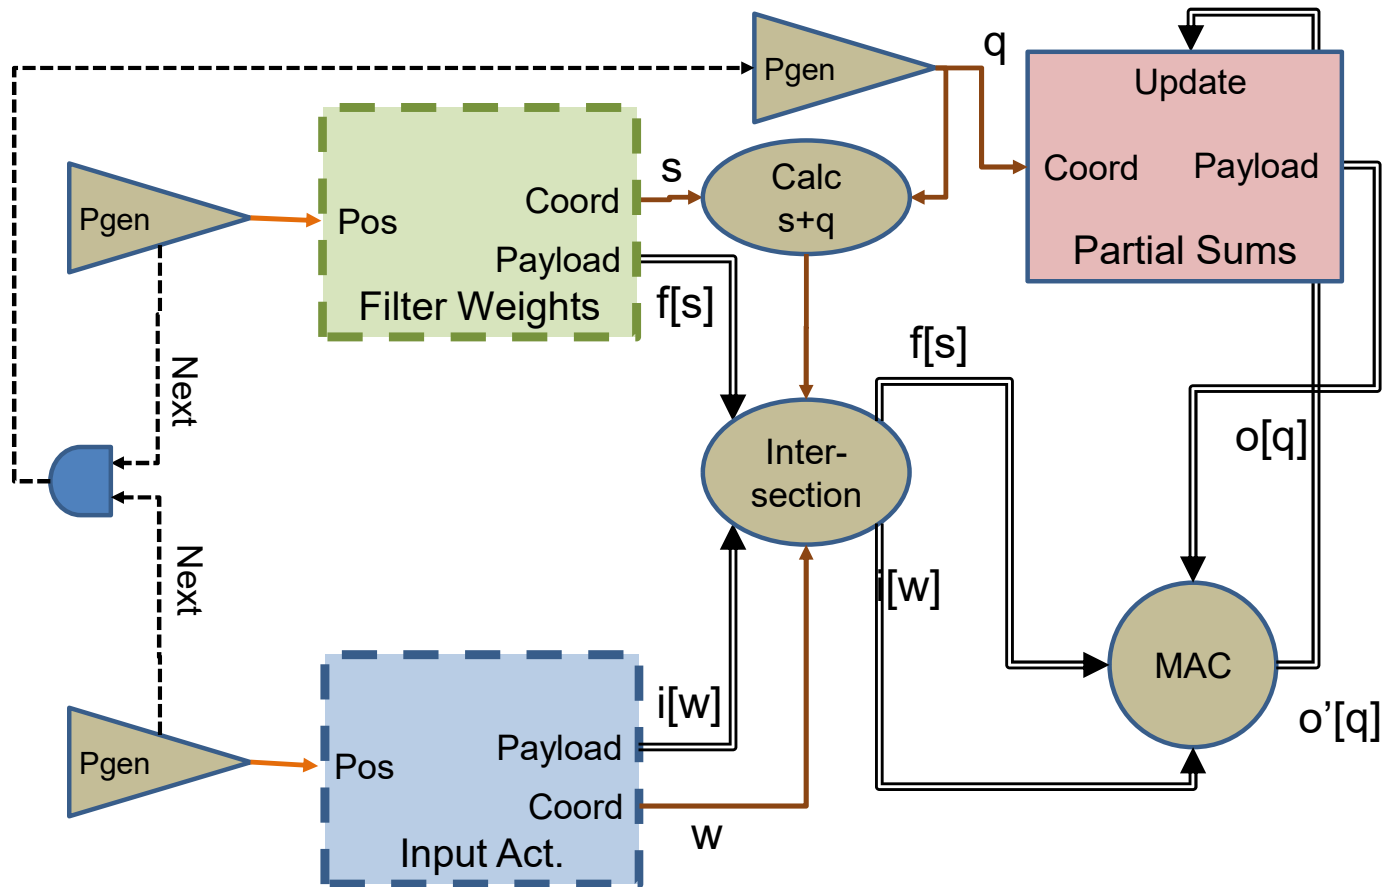 Pgen
q
Update
Coord
Payload
Partial Sums
Pgen
Pos
Coord
Payload
Filter Weights
s
f[s]
Calc
s+q
Next
Next
Inter-
section
f[s]
i[w]
o[q]
MAC
o’[q]
Pgen
Pos
Payload
Coord
Input Act.
i[w]
w